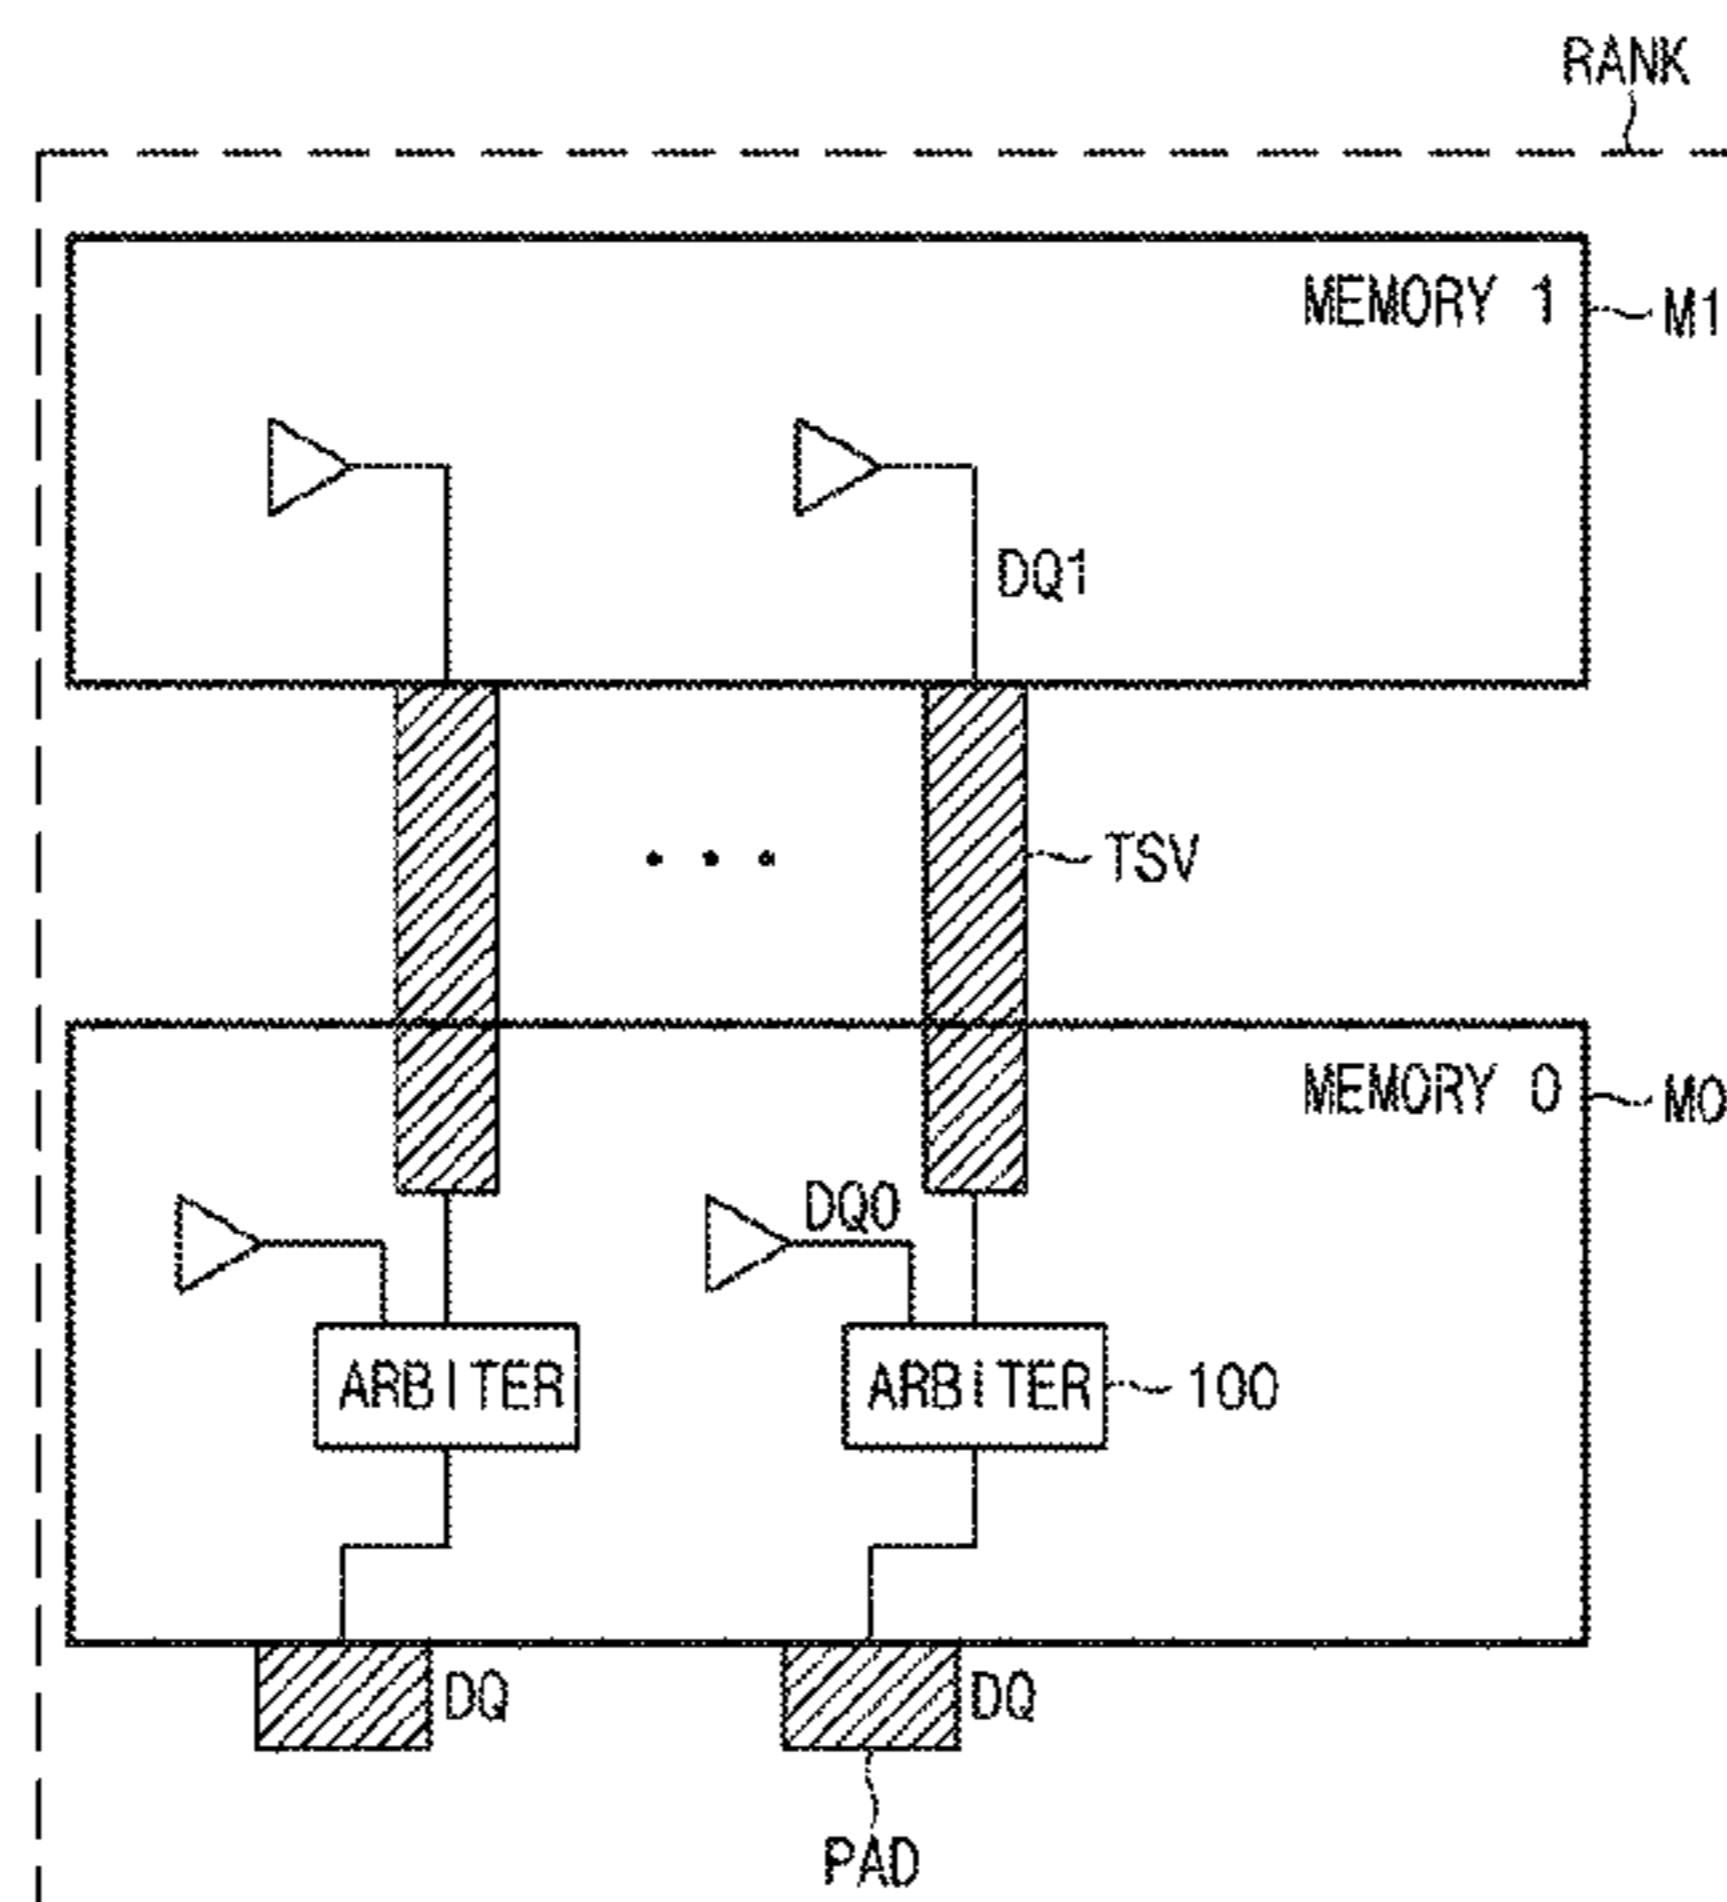 RANK
MEMORY 1
M1
DQ1
TSV
MEMORY 0
M0
DQ0
ARBITER
ARBITER
100
DQ
DQ
PAD